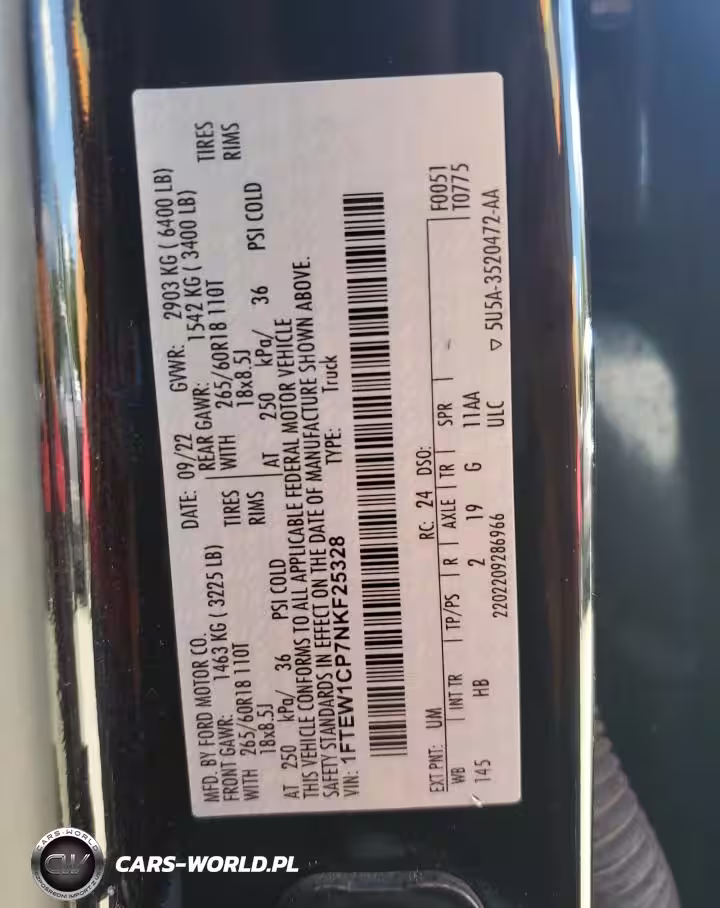 MFD. BY FORD MOTOR CO.
DATE: 09/22 GVWR: 2903 KG ( 6400 LB)
FRONT GAWR: 1463 KG ( 3225 LB) REAR GAWR: 1542 KG ( 3400 LB)
WITH 265/60R18 110T TIRES WITH 265/60R18 110T TIRES
18x8.5J RIMS 18x8.5J RIMS
AT 250 kPa/ 36 PSI COLD AT 250 kPa/ 36 PSI COLD
THIS VEHICLE CONFORMS TO ALL APPLICABLE FEDERAL MOTOR VEHICLE
SAFETY STANDARDS IN EFFECT ON THE DATE OF MANUFACTURE SHOWN ABOVE.
VIN: 1FTEW1CP7NKF25328 TYPE: Truck
F0051
EXT PNT: UM RC: 24 DSO: T0775
WB INT TR TP/PS R AXLE TR SPR
145 HB 2 19 G 11AA -
2202209286966 ULC ▽ 5U5A-3520472-AA
CARS-WORLD
CW
CARS-WORLD.PL